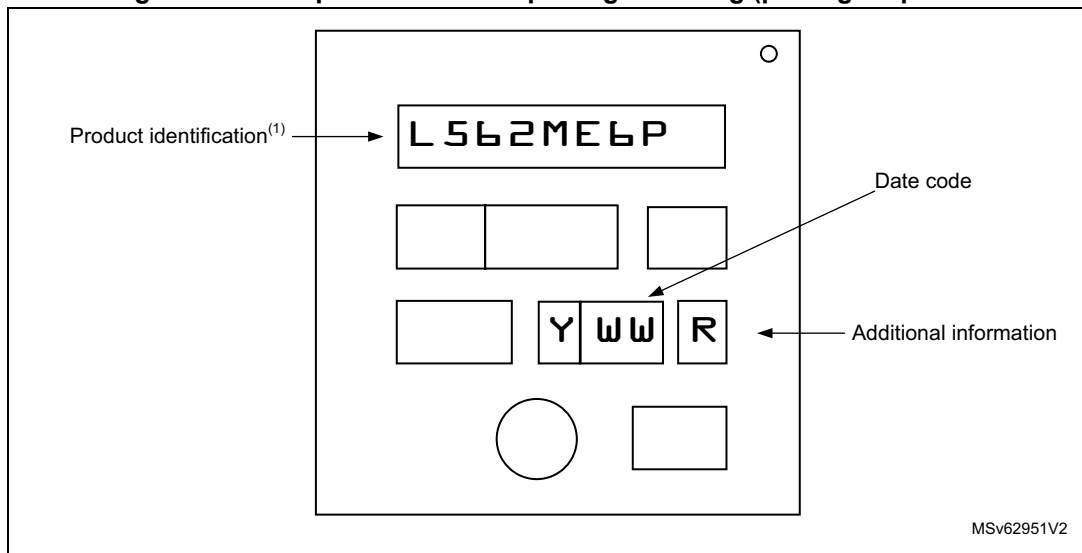 Product identification(1)
L562ME6P
Date code
Y WW R
Additional information
MSv62951V2